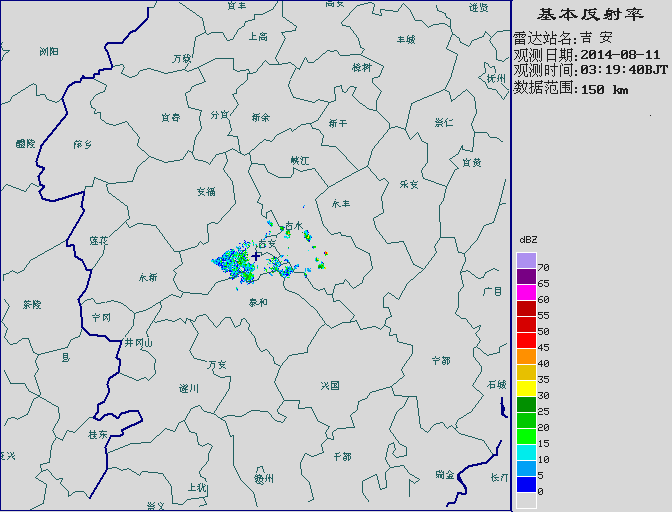 基本反射率
雷达站名:吉 安
观测日期:2014-08-11
观测时间:03:19:40BJT
数据范围:150 km
dBZ
70
65
60
55
50
45
40
35
30
25
20
15
10
5
0
宜丰
高安
进贤
浏阳
上高
丰城
万载
樟树
抚州
宜春
分宜
新余
新干
崇仁
醴陵
萍乡
峡江
宜黄
乐安
安福
永丰
吉水
莲花
吉安
永新
广昌
茶陵
泰和
宁冈
井冈山
县
万安
宁都
遂川
兴国
石城
桂东
于都
瑞金
长汀
上犹
赣州
崇义